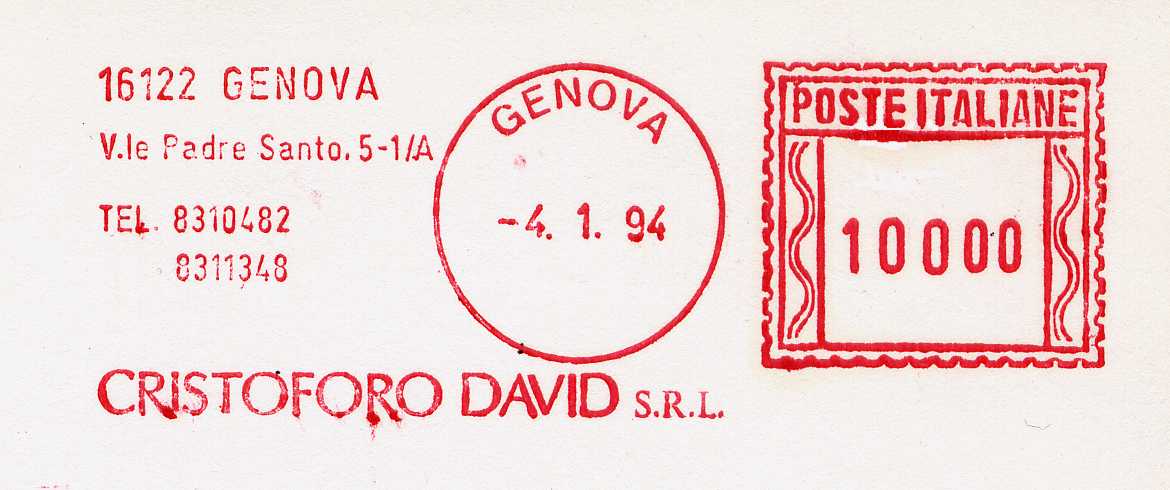 16122 GENOVA
V.le Padre Santo. 5-1/A
TEL. 8310482
8311348
CRISTOFORO DAVID S.R.L.
GENOVA
-4. 1. 94
POSTE ITALIANE
10000